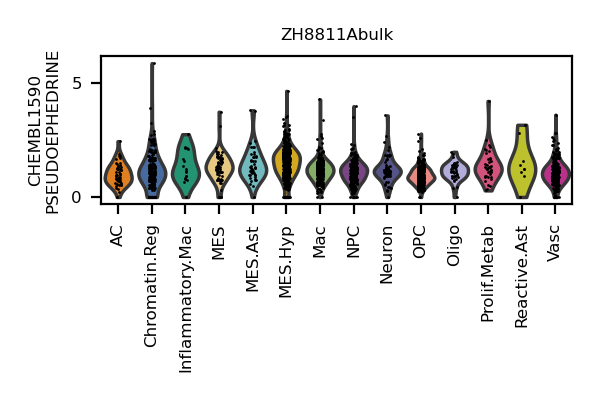 ZH8811Abulk
CHEMBL1590
PSEUDOEPHEDRINE
5
0
AC
Chromatin.Reg
Inflammatory.Mac
MES
MES.Ast
MES.Hyp
Mac
NPC
Neuron
OPC
Oligo
Prolif.Metab
Reactive.Ast
Vasc